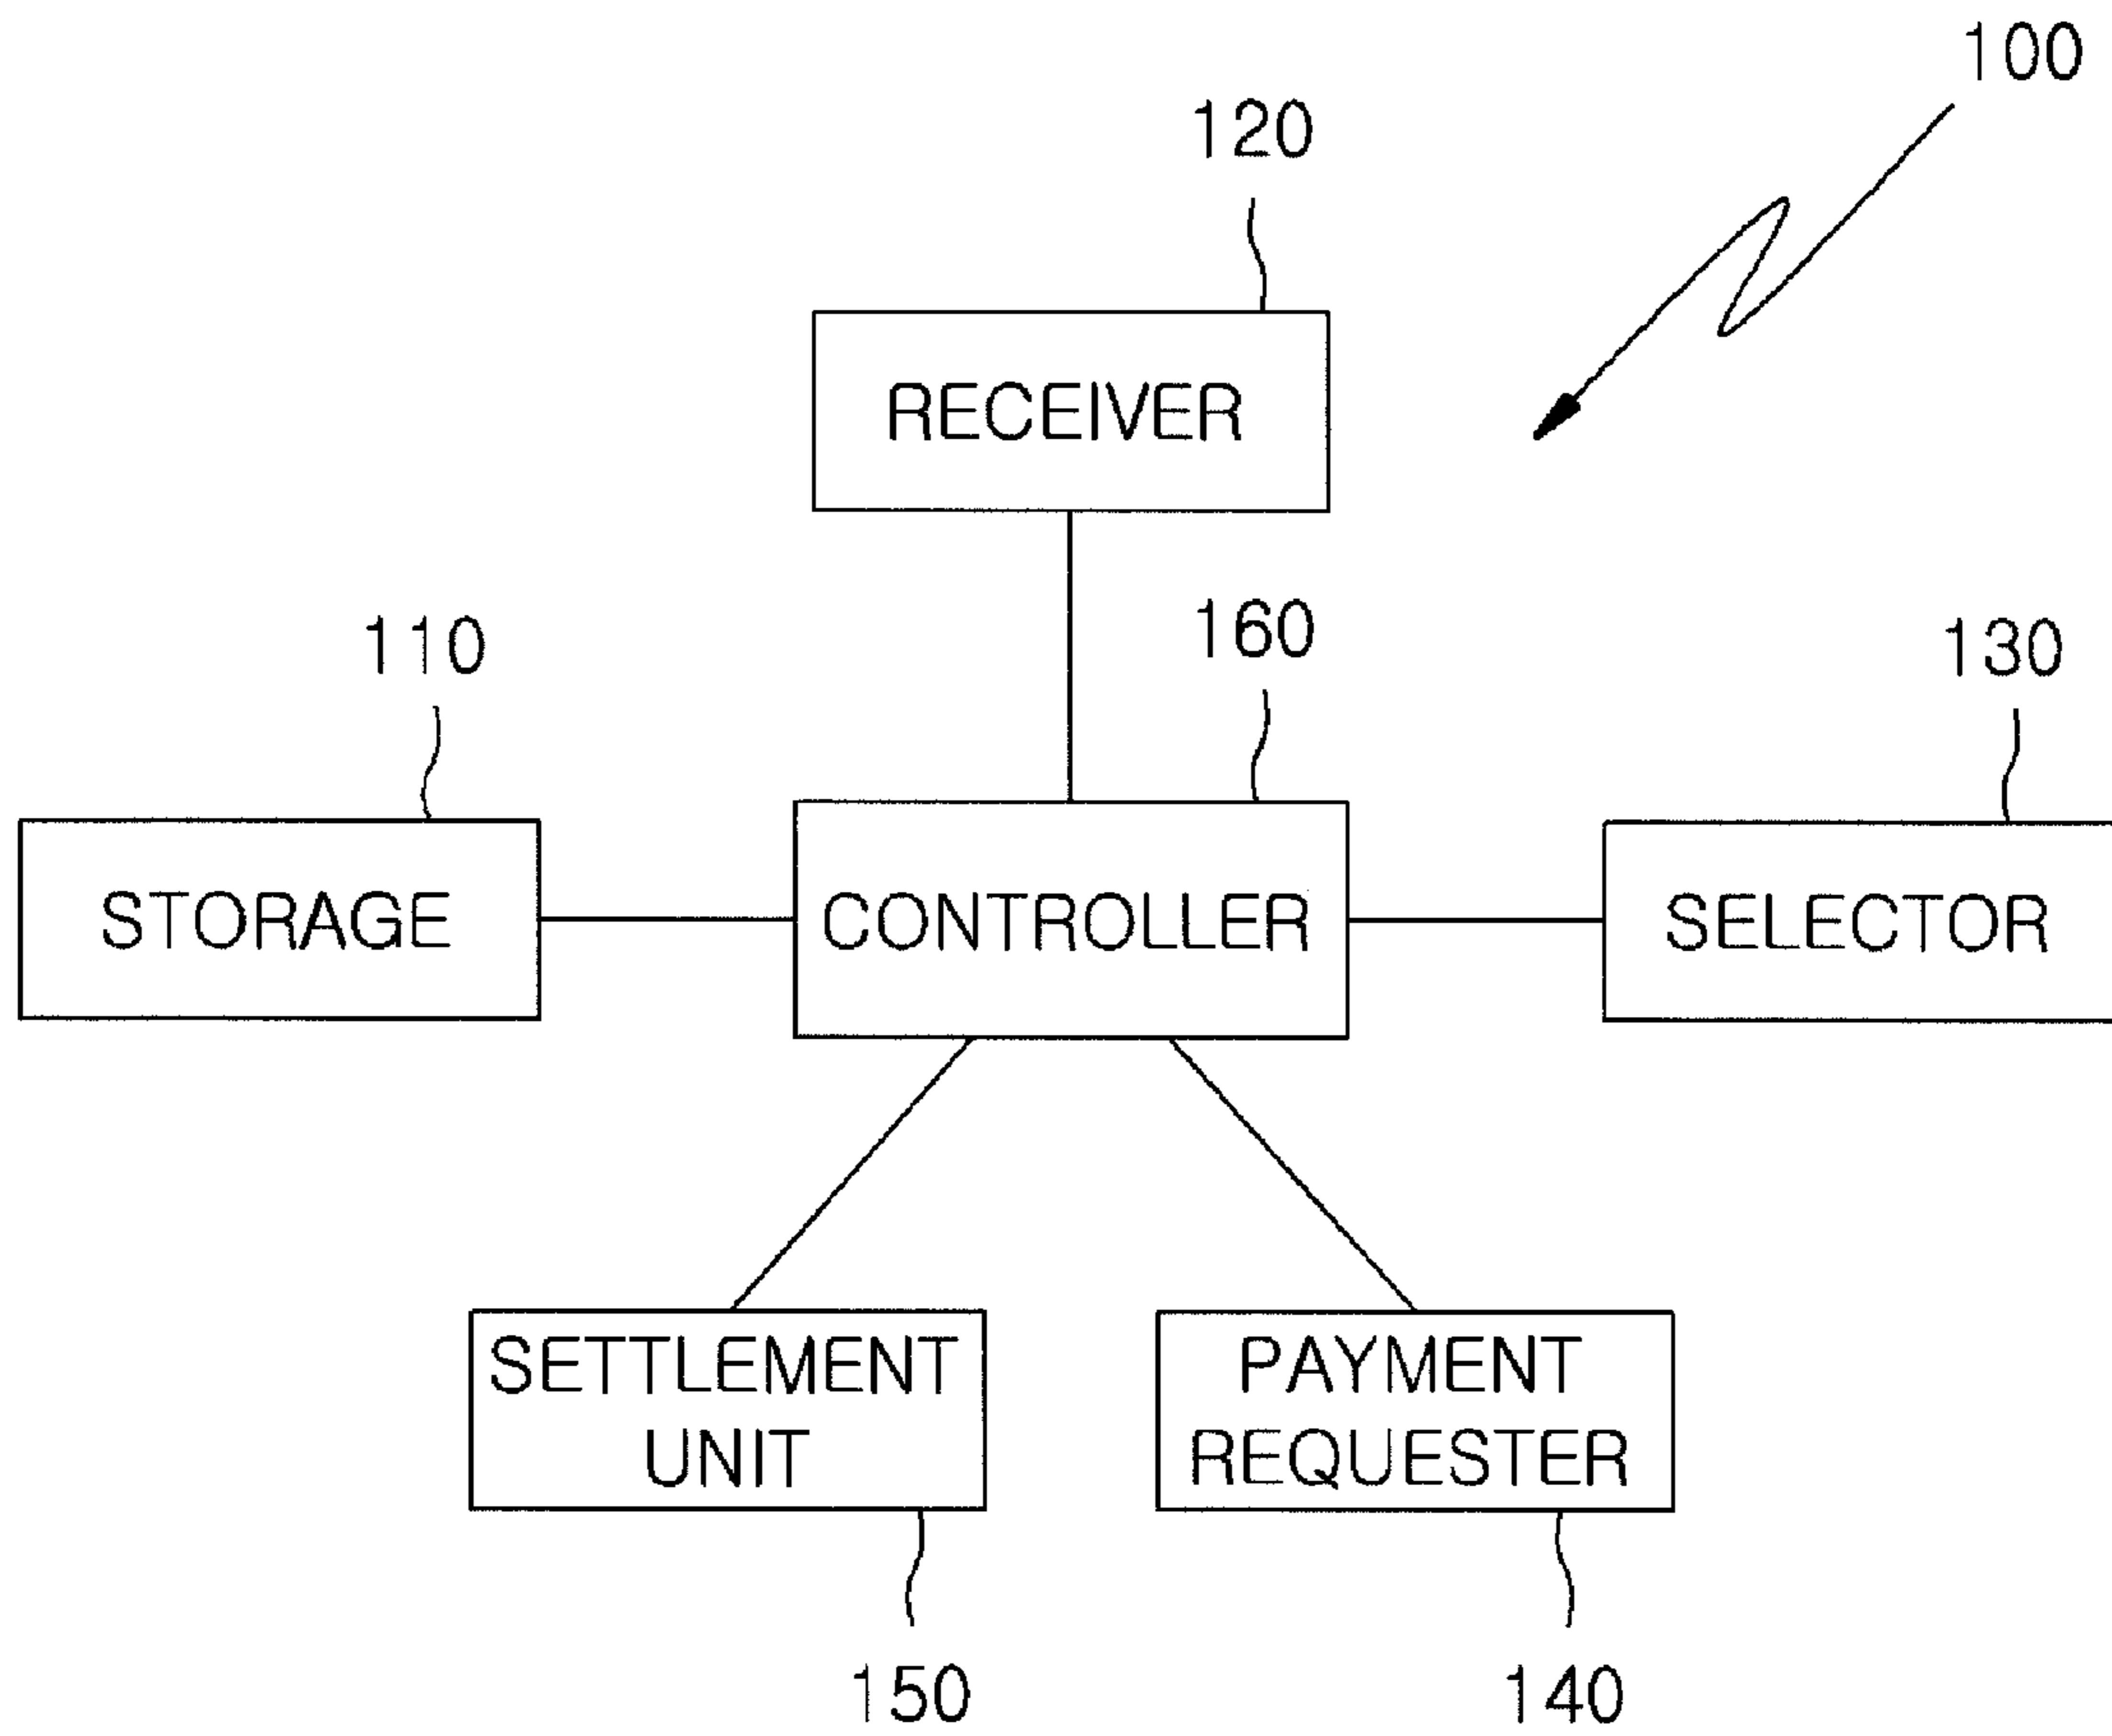 100
120
RECEIVER
110
160
130
STORAGE
CONTROLLER
SELECTOR
SETTLEMENT
UNIT
PAYMENT
REQUESTER
150
140